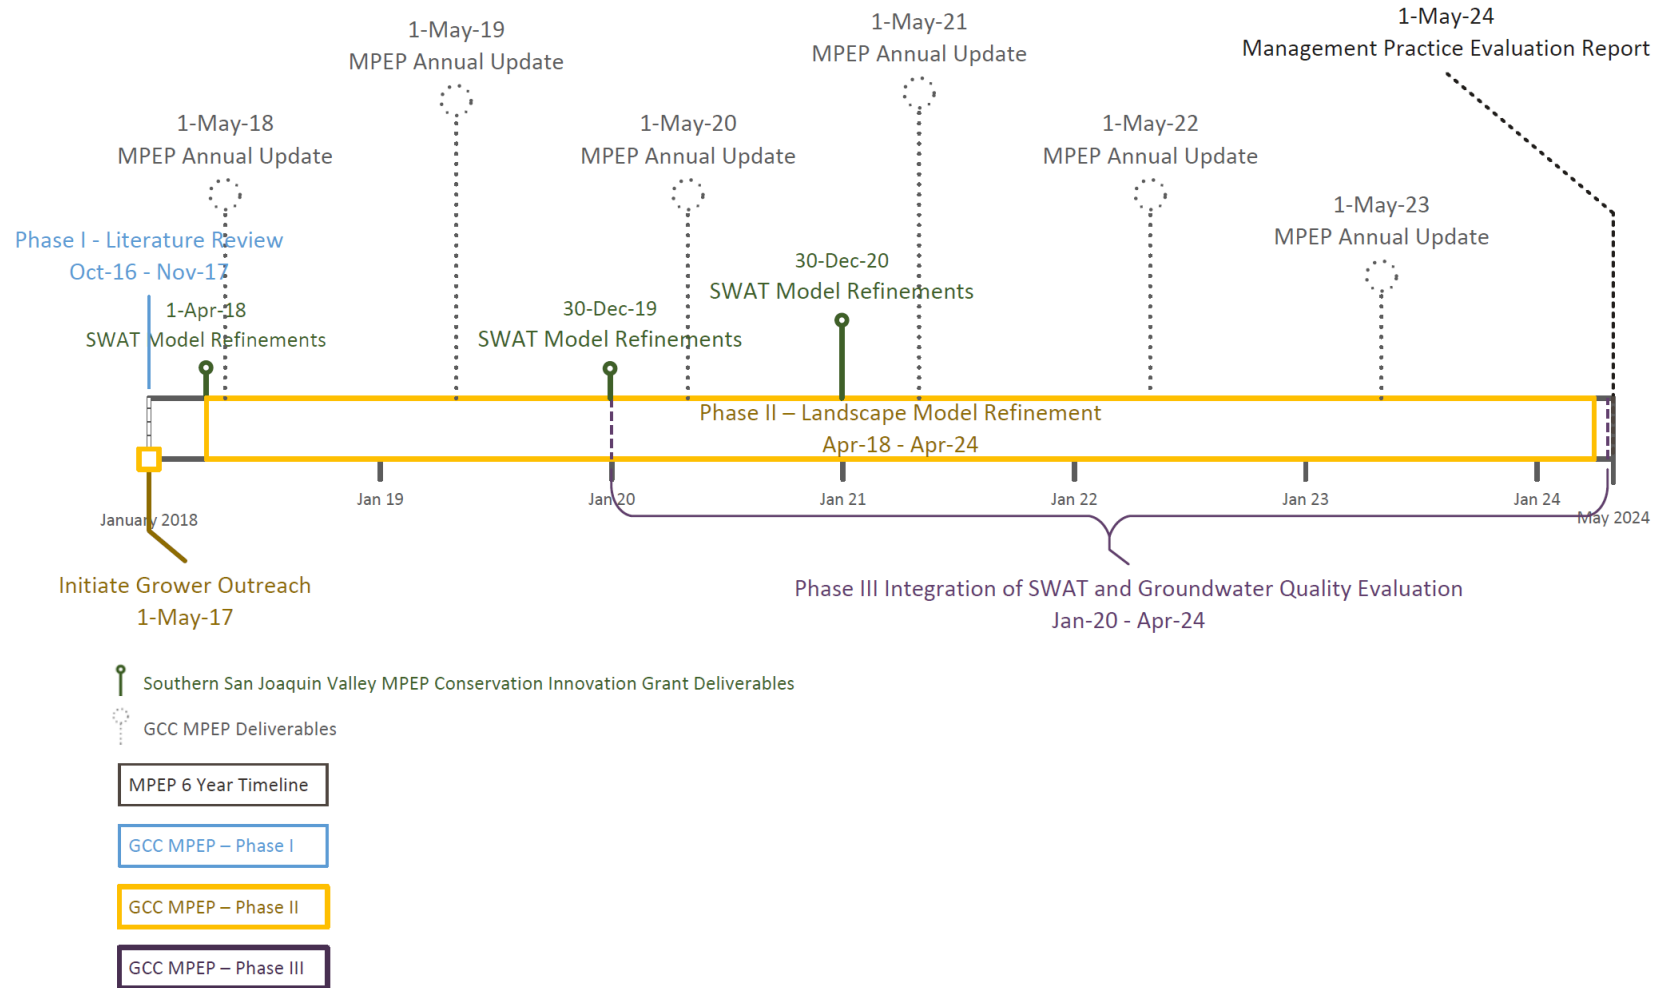 1-May-24
Management Practice Evaluation Report
1-May-21
MPEP Annual Update
1-May-19
MPEP Annual Update
1-May-18
MPEP Annual Update
1-May-20
MPEP Annual Update
1-May-22
MPEP Annual Update
1-May-23
MPEP Annual Update
Phase I - Literature Review
Oct-16 - Nov-17
30-Dec-20
SWAT Model Refinements
1-Apr-18
SWAT Model Refinements
30-Dec-19
SWAT Model Refinements
Phase II – Landscape Model Refinement
Apr-18 - Apr-24
January 2018
Jan 19
Jan 20
Jan 21
Jan 22
Jan 23
Jan 24
May 2024
Initiate Grower Outreach
1-May-17
Phase III Integration of SWAT and Groundwater Quality Evaluation
Jan-20 - Apr-24
Southern San Joaquin Valley MPEP Conservation Innovation Grant Deliverables
GCC MPEP Deliverables
MPEP 6 Year Timeline
GCC MPEP – Phase I
GCC MPEP – Phase II
GCC MPEP – Phase III